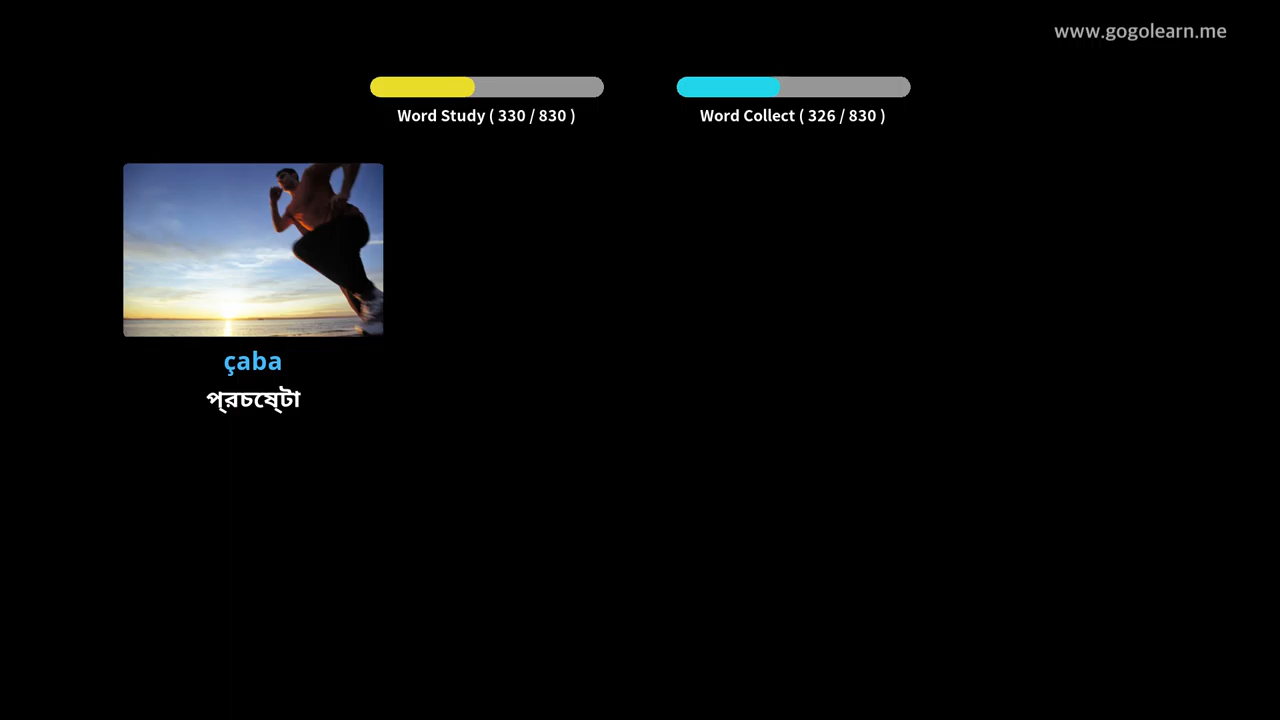 www.gogolearn.me
Word Study ( 330 / 830 )
Word Collect ( 326 / 830 )
çaba
প্রচেষ্টা